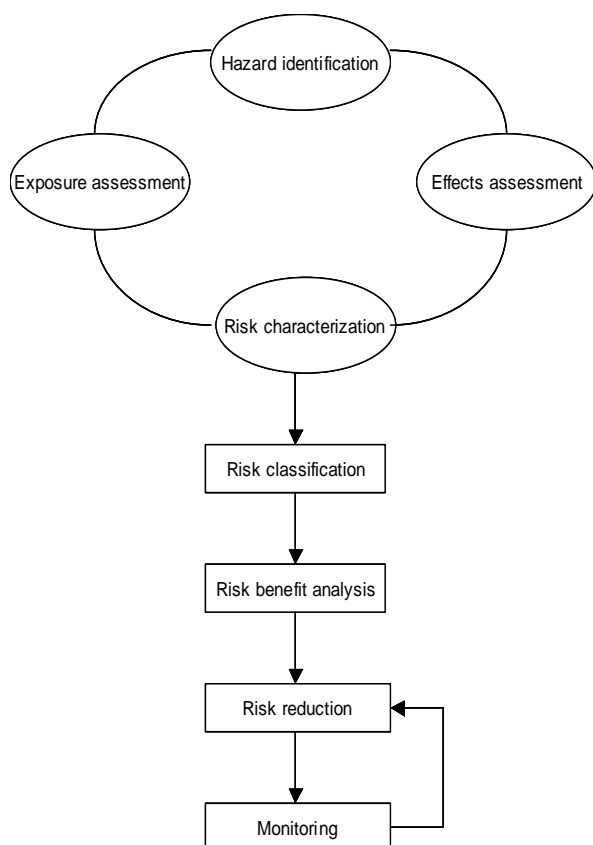 Hazard identification
Exposure assessment
Effects assessment
Risk characterization
Risk classification
Risk benefit analysis
Risk reduction
Monitoring